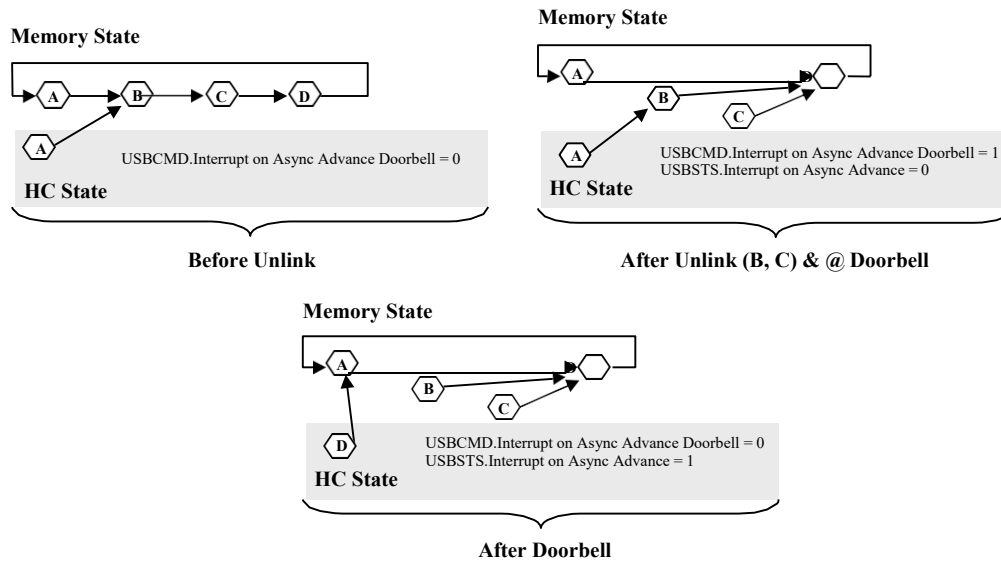 Memory State
A B C D
A
USBCMD.Interrupt on Async Advance Doorbell = 0
HC State
Before Unlink
Memory State
A D
B
C
A
USBCMD.Interrupt on Async Advance Doorbell = 1
USBSTS.Interrupt on Async Advance = 0
HC State
After Unlink (B, C) & @ Doorbell
Memory State
A D
B
C
D
USBCMD.Interrupt on Async Advance Doorbell = 0
USBSTS.Interrupt on Async Advance = 1
HC State
After Doorbell